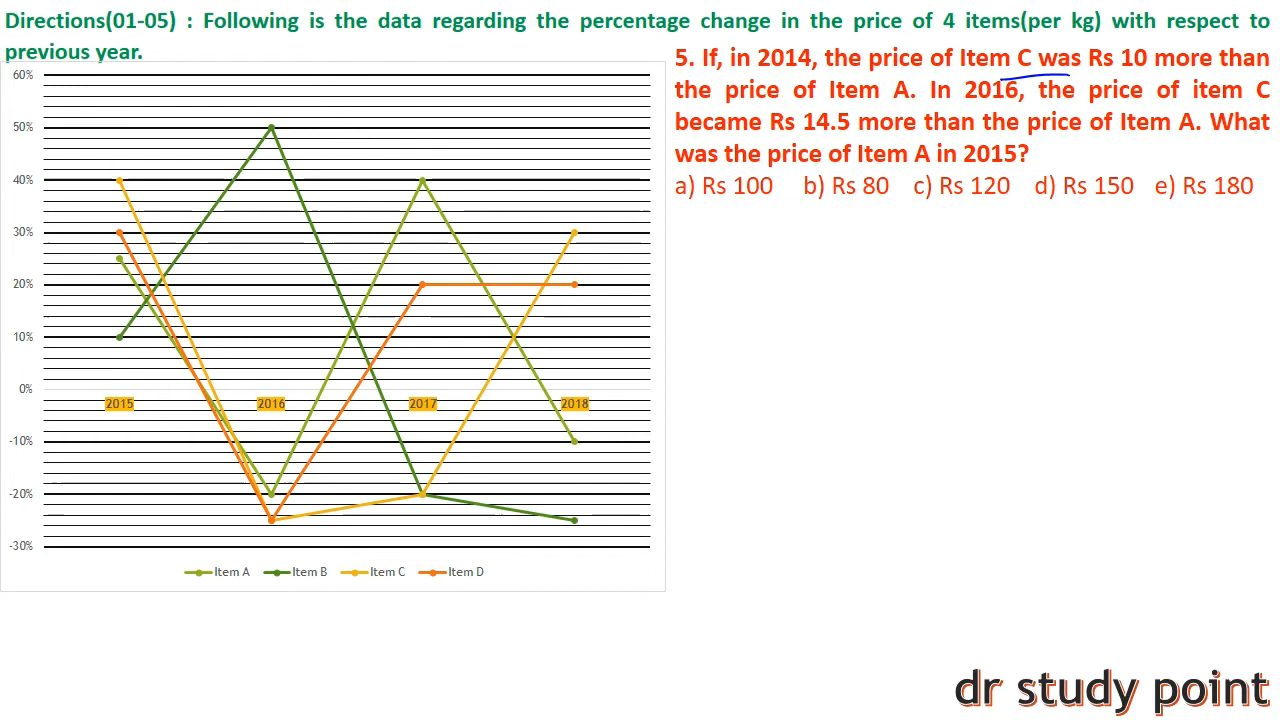 Directions(01-05) : Following is the data regarding the percentage change in the price of 4 items(per kg) with respect to
previous year.
5. If, in 2014, the price of Item C was Rs 10 more than
the price of Item A. In 2016, the price of item C
became Rs 14.5 more than the price of Item A. What
was the price of Item A in 2015?
a) Rs 100 b) Rs 80 c) Rs 120 d) Rs 150 e) Rs 180
60%
50%
40%
30%
20%
10%
0%
2015 2016 2017 2018
-10%
-20%
-30%
Item A Item B Item C Item D
dr study point